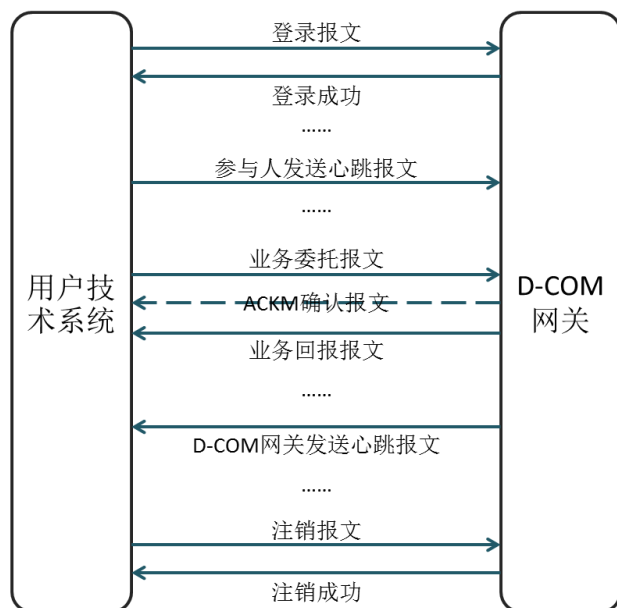 登录报文
登录成功
......
参与人发送心跳报文
......
业务委托报文
用户技
术系统
ACKM确认报文
D-COM
网关
业务回报报文
......
D-COM网关发送心跳报文
......
注销报文
注销成功